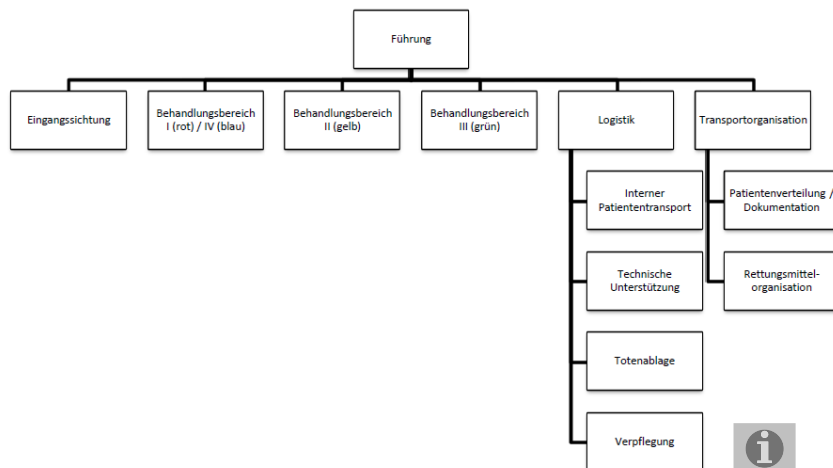 Führung
Eingangssichtung
Behandlungsbereich
I (rot) / IV (blau)
Behandlungsbereich
II (gelb)
Behandlungsbereich
III (grün)
Logistik
Transportorganisation
Interner
Patiententransport
Patientenverteilung /
Dokumentation
Technische
Unterstützung
Rettungsmittel-
organisation
Totenablage
Verpflegung